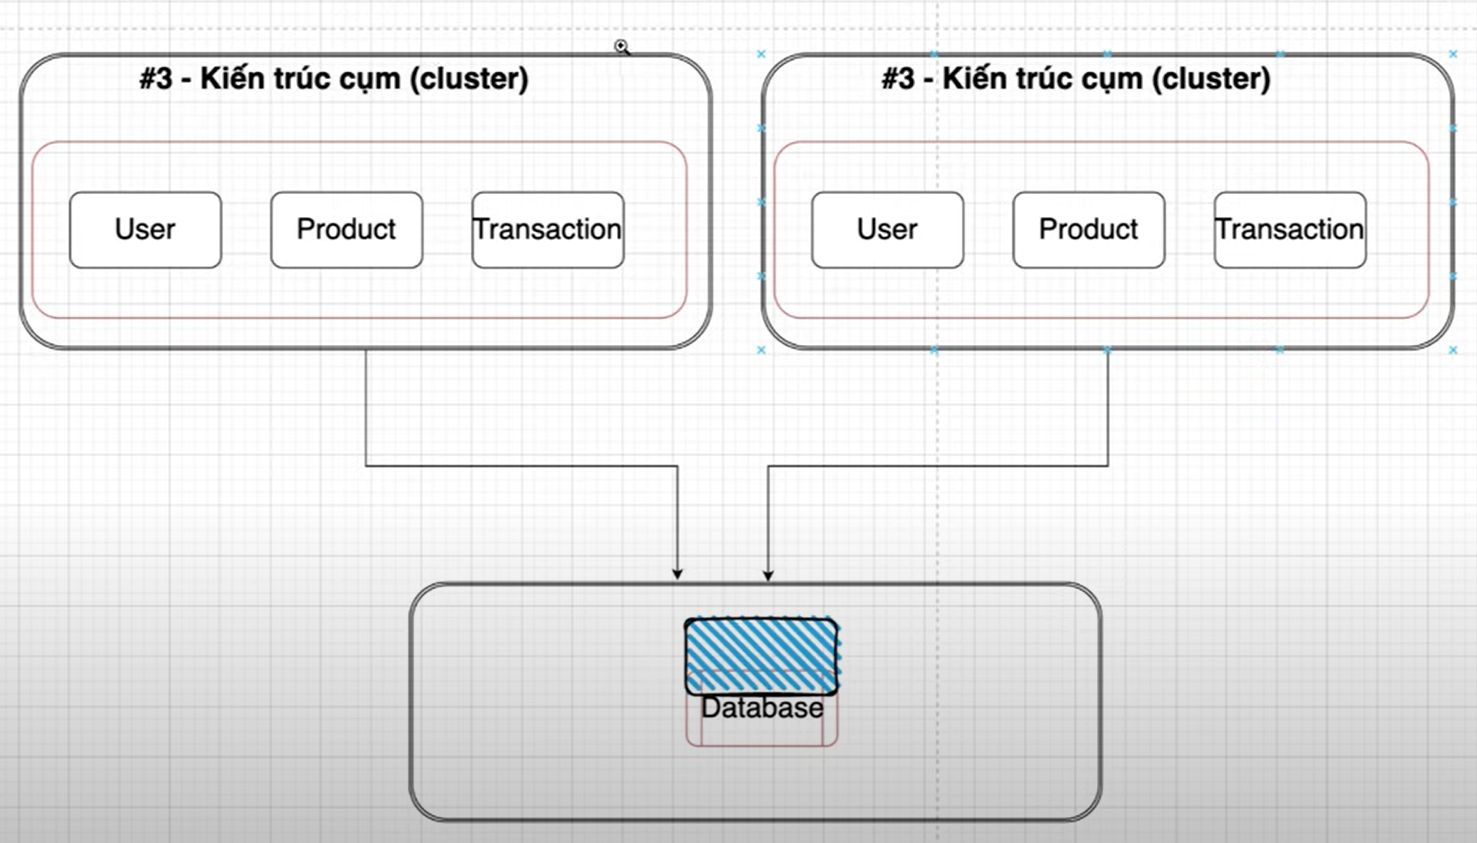 #3 - Kiến trúc cụm (cluster)
User
Product
Transaction
#3 - Kiến trúc cụm (cluster)
User
Product
Transaction
Database